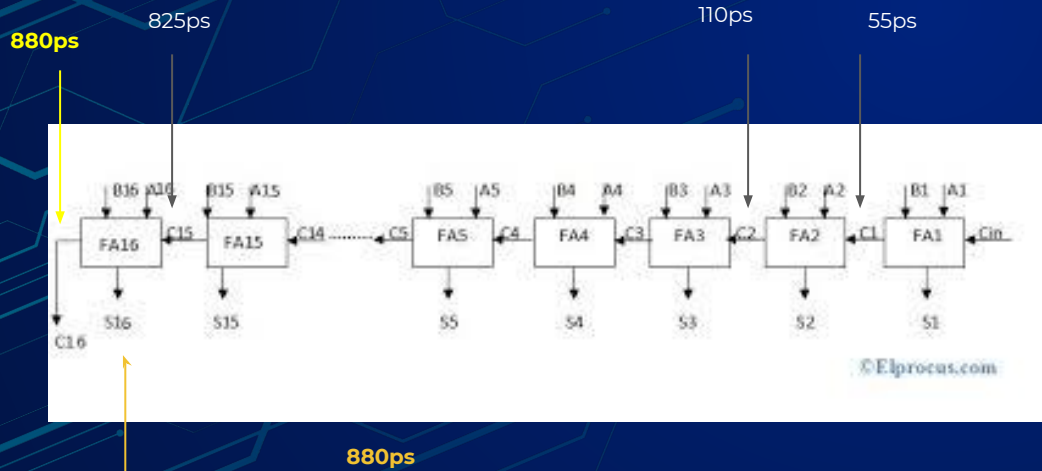 825ps
110ps
55ps
880ps
B16 A16 B15 A15 B5 A5 B4 A4 B3 A3 B2 A2 B1 A1
FA16 C15 FA15 C14 C5 FA5 C4 FA4 C3 FA3 C2 FA2 C1 FA1 Cin
S16 S15 S5 S4 S3 S2 S1
C16
©Elprocus.com
880ps